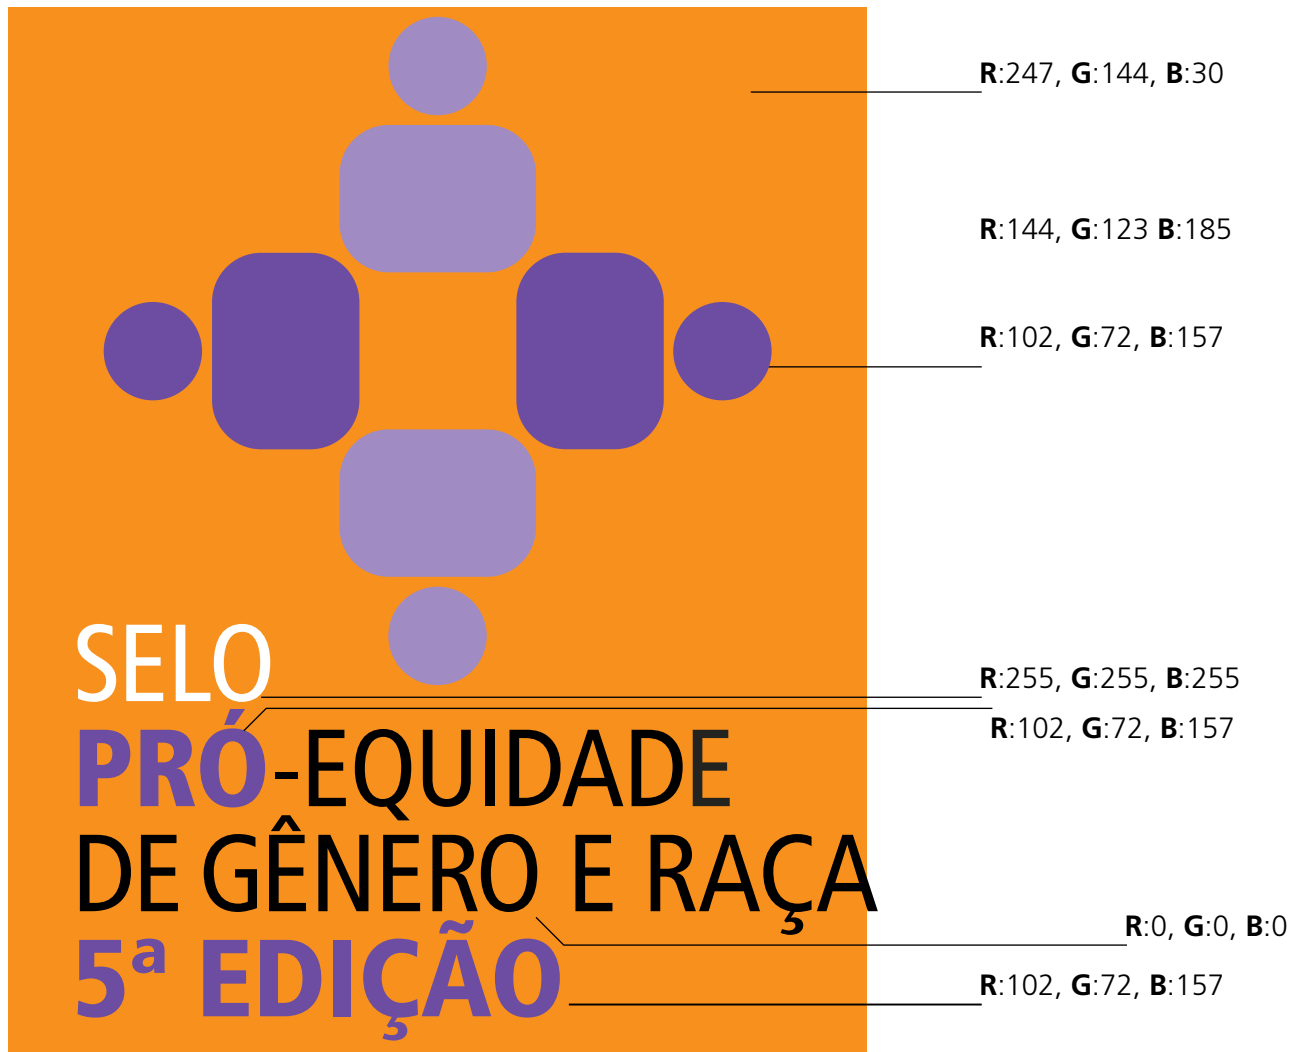 R:247, G:144, B:30
R:144, G:123 B:185
R:102, G:72, B:157
SELO
R:255, G:255, B:255
PRÓ-EQUIDADE
R:102, G:72, B:157
DE GÊNERO E RAÇA
R:0, G:0, B:0
5ª EDIÇÃO
R:102, G:72, B:157